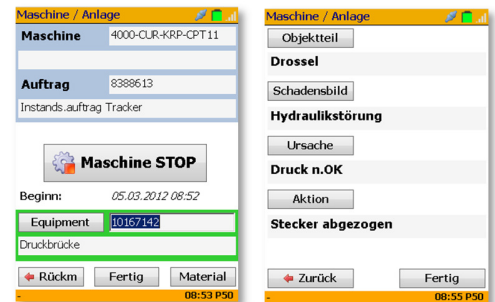 Maschine / Anlage
Maschine 4000-CUR-KRP-CPT11
Auftrag 8388613
Instands.auftrag Tracker
Maschine STOP
Beginn: 05.03.2012 08:52
Equipment 10167142
Druckbrücke
Rückm Fertig Material
- 08:53 P50
Maschine / Anlage
Objektteil
Drossel
Schadensbild
Hydraulikstörung
Ursache
Druck n.OK
Aktion
Stecker abgezogen
Zurück Fertig
- 08:55 P50